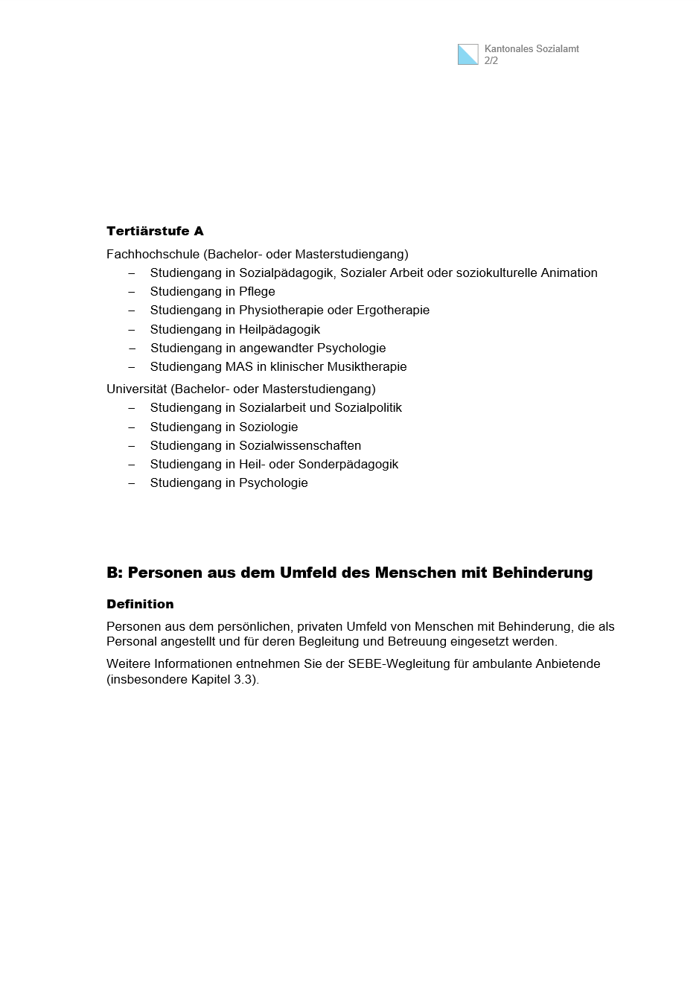 Kantonales Sozialamt
2/2
Tertiärstufe A
Fachhochschule (Bachelor- oder Masterstudiengang)
– Studiengang in Sozialpädagogik, Sozialer Arbeit oder soziokulturelle Animation
– Studiengang in Pflege
– Studiengang in Physiotherapie oder Ergotherapie
– Studiengang in Heilpädagogik
– Studiengang in angewandter Psychologie
– Studiengang MAS in klinischer Musiktherapie
Universität (Bachelor- oder Masterstudiengang)
– Studiengang in Sozialarbeit und Sozialpolitik
– Studiengang in Soziologie
– Studiengang in Sozialwissenschaften
– Studiengang in Heil- oder Sonderpädagogik
– Studiengang in Psychologie
B: Personen aus dem Umfeld des Menschen mit Behinderung
Definition
Personen aus dem persönlichen, privaten Umfeld von Menschen mit Behinderung, die als
Personal angestellt und für deren Begleitung und Betreuung eingesetzt werden.
Weitere Informationen entnehmen Sie der SEBE-Wegleitung für ambulante Anbietende
(insbesondere Kapitel 3.3).